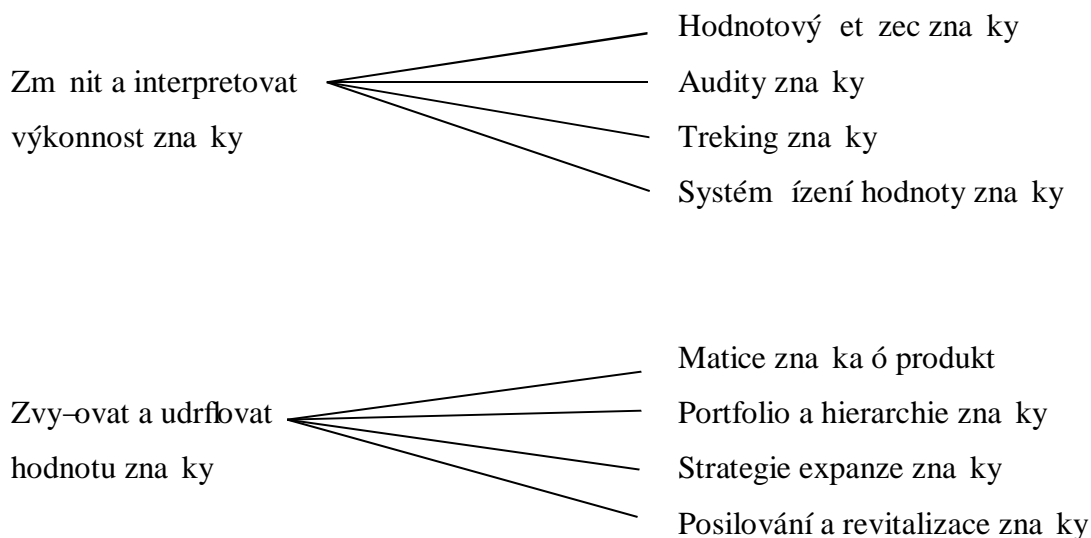 Hodnotový et zec zna ky
Zm nit a interpretovat
výkonnost zna ky
Audity zna ky
Treking zna ky
Systém ízení hodnoty zna ky
Matice zna ka ó produkt
Zvy–ovat a udrflovat
hodnotu zna ky
Portfolio a hierarchie zna ky
Strategie expanze zna ky
Posilování a revitalizace zna ky